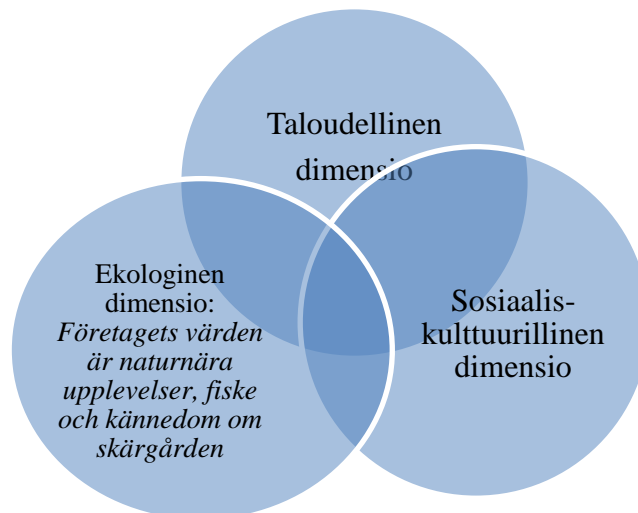 Taloudellinen
dimensio
Ekologinen
dimensio:
Företagets värden
är naturnära
upplevelser, fiske
och kännedom om
skärgården
Sosiaalis-
kulttuurillinen
dimensio